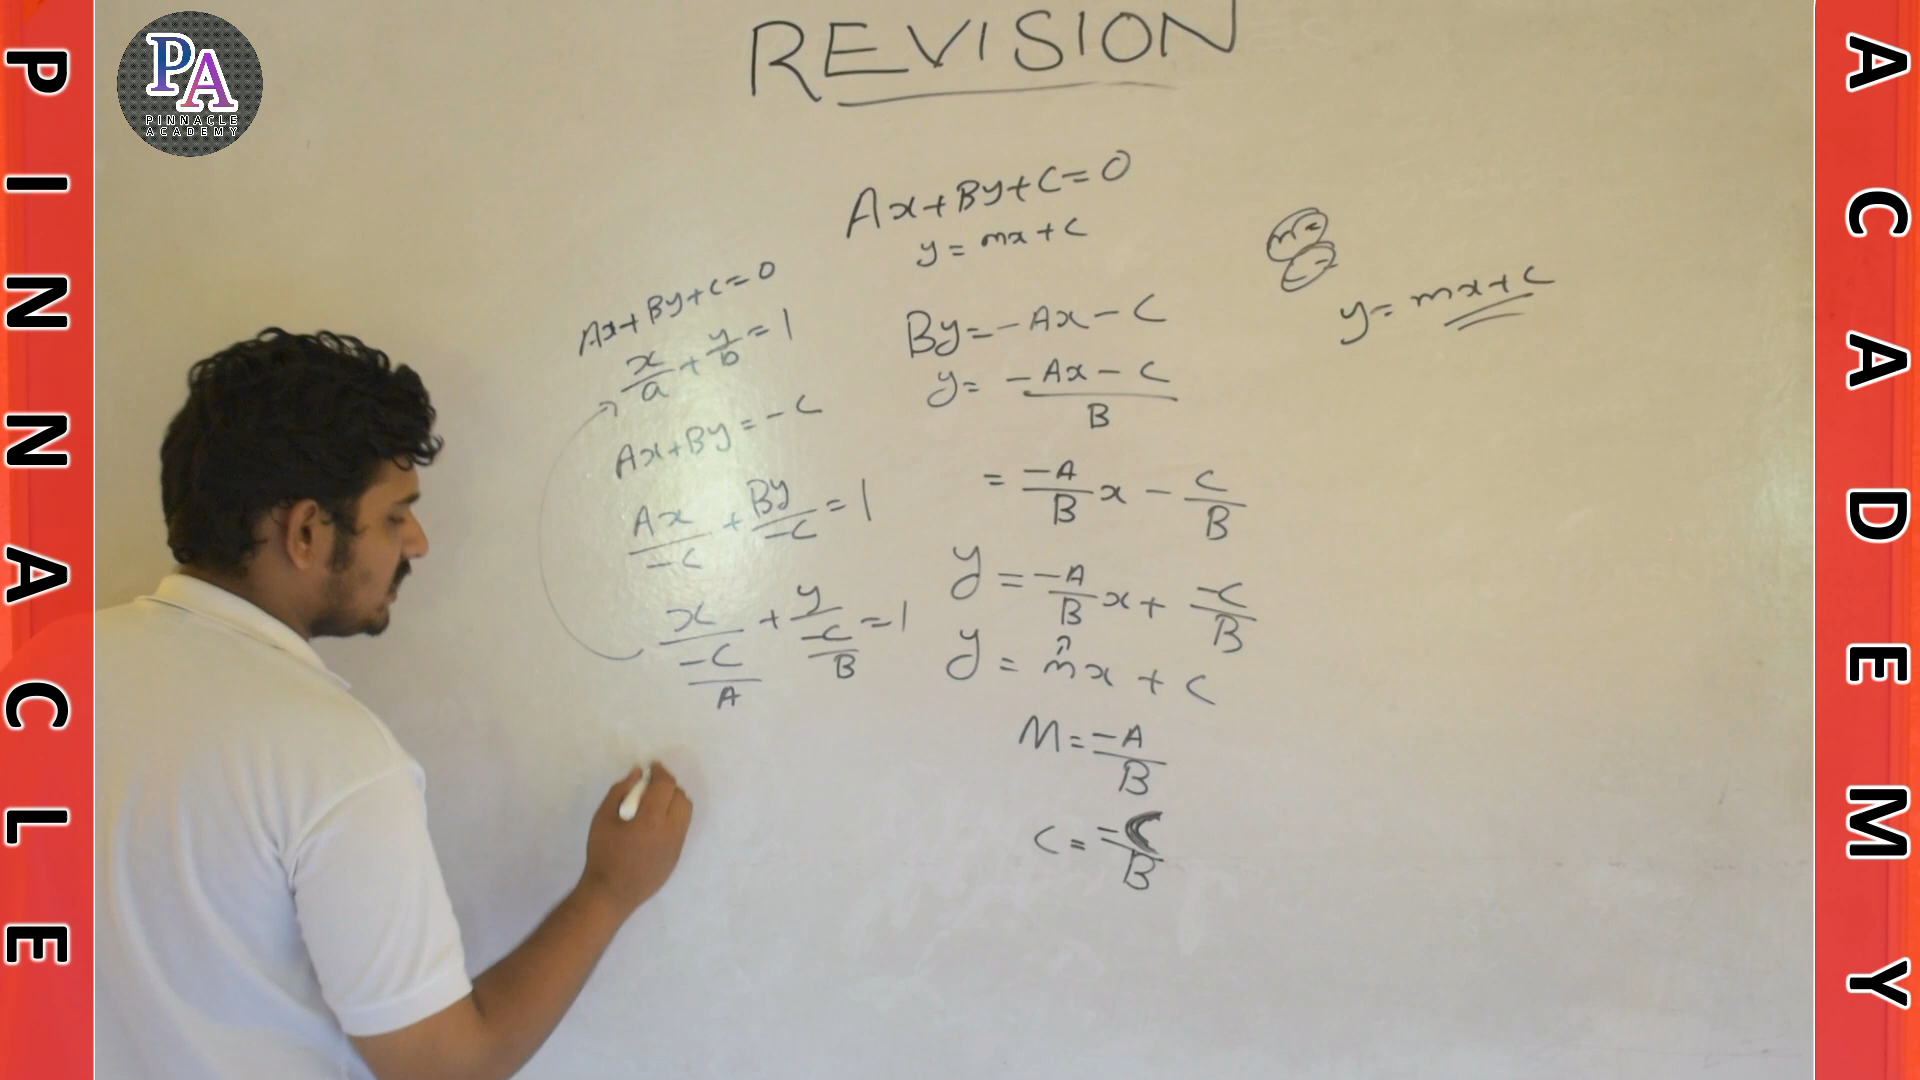 PINNACLE
PA
PINNACLE
ACADEMY
REVISION
Ax+By+C=0
y = mx + c
Ax+By+c=0
x/a + y/b = 1
Ax+By = -C
Ax/-C + By/-C = 1
x/(-C/A) + y/(-C/B) = 1
By = -Ax - C
y = (-Ax - C)/B
= -A/B x - C/B
y = -A/B x + -C/B
y = mx + c
M = -A/B
C = -C/B
m =
c =
y = mx + c
ACADEMY